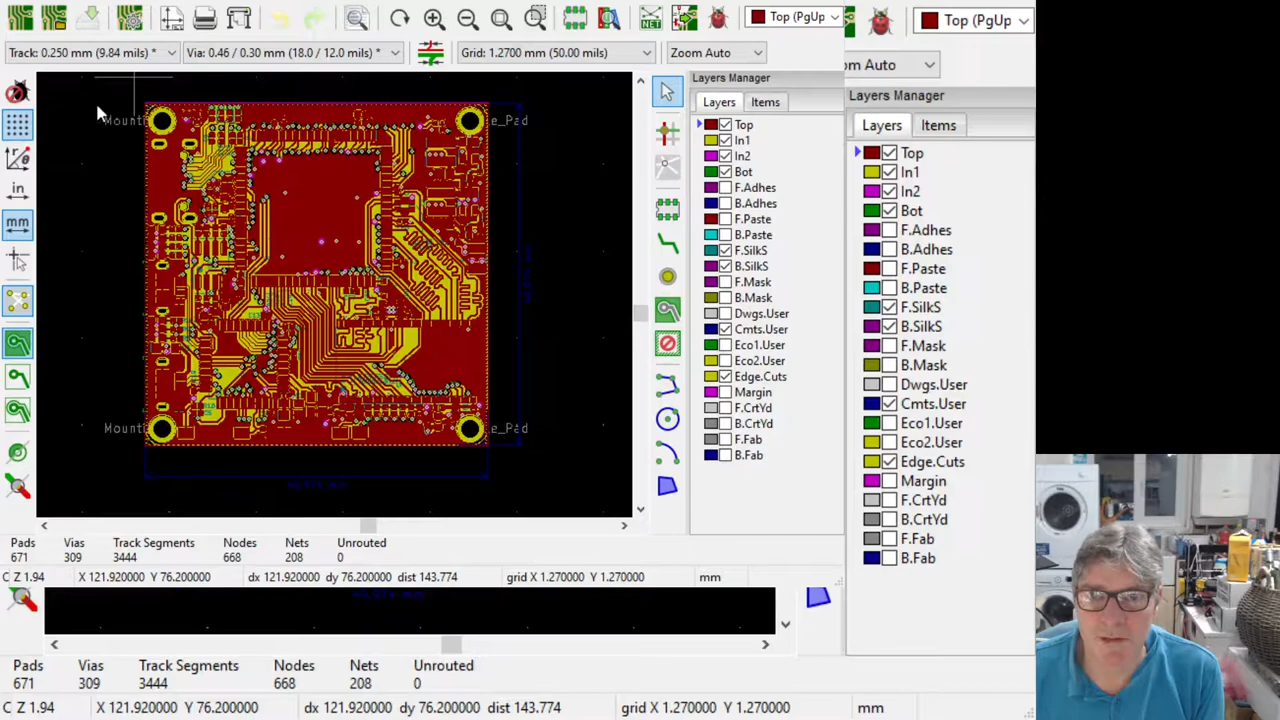 NET
Top (PgUp
Top (PgUp
Track: 0.250 mm (9.84 mils)
Via: 0.46 / 0.30 mm (18.0 / 12.0 mils) *
Grid: 1.2700 mm (50.00 mils)
Zoom Auto
om Auto
in
mm
Mount
e_Pad
Mount
e_Pad
Layers Manager
Layers
Items
Top
In1
In2
Bot
F.Adhes
B.Adhes
F.Paste
B.Paste
F.SilkS
B.SilkS
F.Mask
B.Mask
Dwgs.User
Cmts.User
Eco1.User
Eco2.User
Edge.Cuts
Margin
F.CrtYd
B.CrtYd
F.Fab
B.Fab
Layers Manager
Layers
Items
Top
In1
In2
Bot
F.Adhes
B.Adhes
F.Paste
B.Paste
F.SilkS
B.SilkS
F.Mask
B.Mask
Dwgs.User
Cmts.User
Eco1.User
Eco2.User
Edge.Cuts
Margin
F.CrtYd
B.CrtYd
F.Fab
B.Fab
Pads Vias Track Segments Nodes Nets Unrouted
671 309 3444 668 208 0
C Z 1.94 X 121.920000 Y 76.200000 dx 121.920000 dy 76.200000 dist 143.774 grid X 1.270000 Y 1.270000 mm
Pads Vias Track Segments Nodes Nets Unrouted
671 309 3444 668 208 0
C Z 1.94 X 121.920000 Y 76.200000 dx 121.920000 dy 76.200000 dist 143.774 grid X 1.270000 Y 1.270000 mm